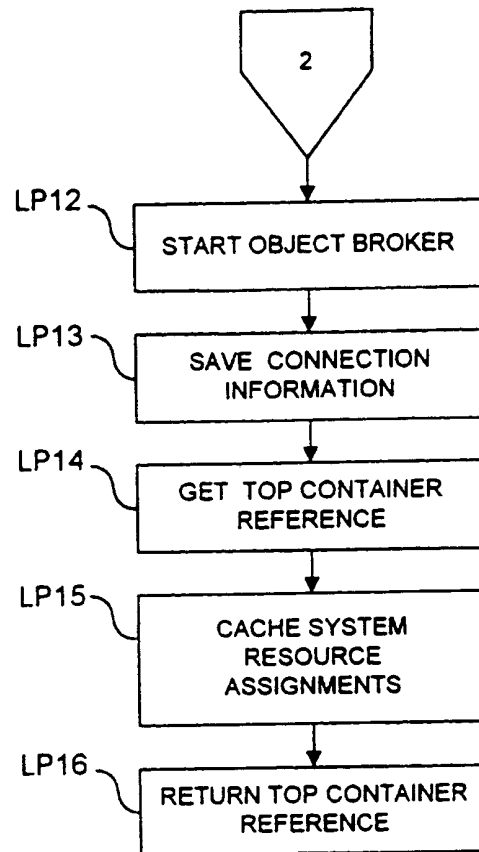 2
LP12
START OBJECT BROKER
LP13
SAVE CONNECTION
INFORMATION
LP14
GET TOP CONTAINER
REFERENCE
LP15
CACHE SYSTEM
RESOURCE
ASSIGNMENTS
LP16
RETURN TOP CONTAINER
REFERENCE